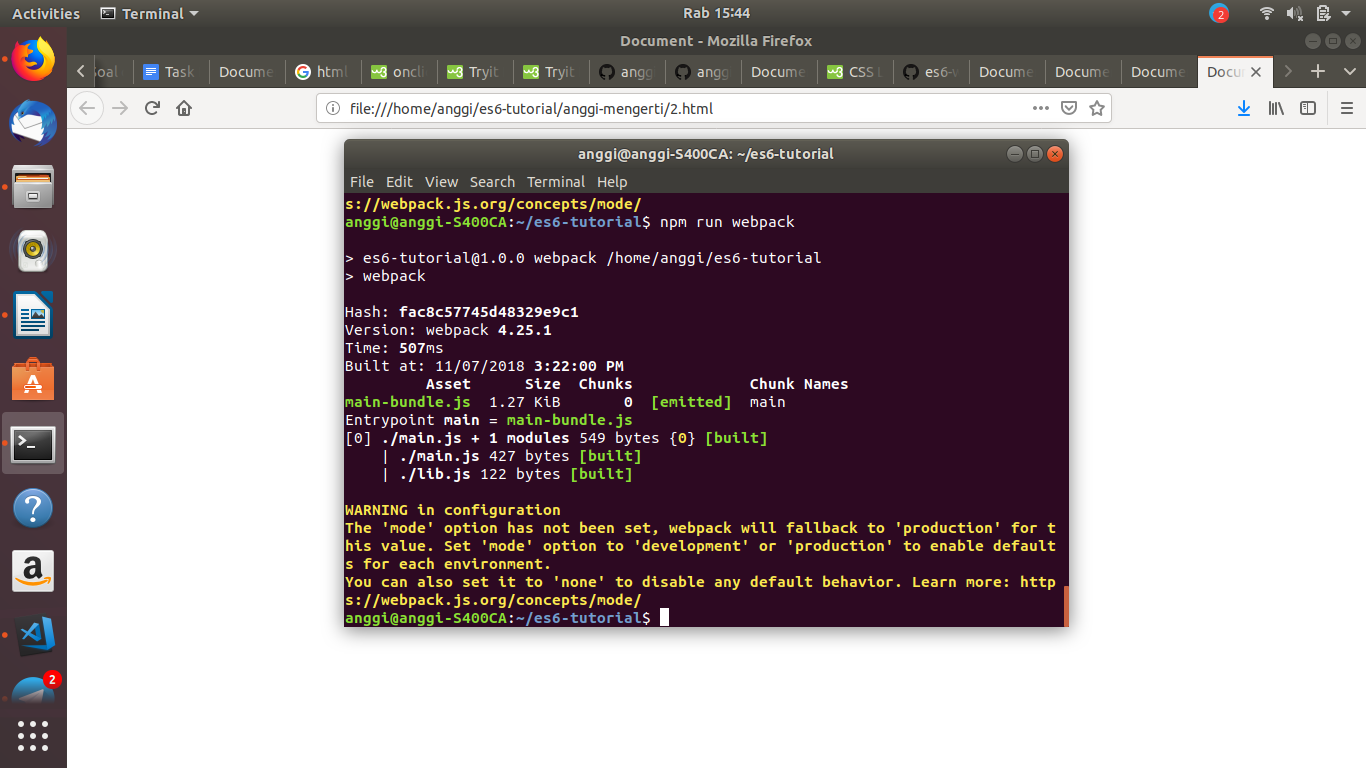 Activities Terminal Rab 15:44 2
Document - Mozilla Firefox
Task Docume html oncli Tryit Tryit angg angg Docume CSS L es6-w Docume Docume Docume Docu
file:///home/anggi/es6-tutorial/anggi-mengerti/2.html
anggi@anggi-S400CA: ~/es6-tutorial
File Edit View Search Terminal Help
s://webpack.js.org/concepts/mode/
anggi@anggi-S400CA:~/es6-tutorial$ npm run webpack
> es6-tutorial@1.0.0 webpack /home/anggi/es6-tutorial
> webpack
Hash: fac8c57745d48329e9c1
Version: webpack 4.25.1
Time: 507ms
Built at: 11/07/2018 3:22:00 PM
Asset Size Chunks Chunk Names
main-bundle.js 1.27 KiB 0 [emitted] main
Entrypoint main = main-bundle.js
[0] ./main.js + 1 modules 549 bytes {0} [built]
| ./main.js 427 bytes [built]
| ./lib.js 122 bytes [built]
WARNING in configuration
The 'mode' option has not been set, webpack will fallback to 'production' for t
his value. Set 'mode' option to 'development' or 'production' to enable default
s for each environment.
You can also set it to 'none' to disable any default behavior. Learn more: http
s://webpack.js.org/concepts/mode/
anggi@anggi-S400CA:~/es6-tutorial$
2